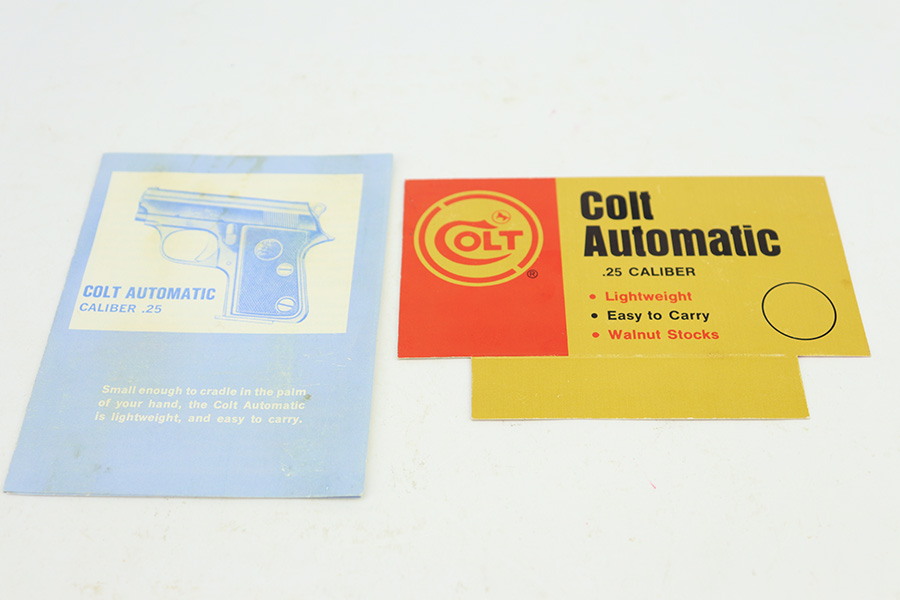 COLT AUTOMATIC
CALIBER .25
Small enough to cradle in the palm
of your hand, the Colt Automatic
is lightweight, and easy to carry.
COLT
®
Colt
Automatic
.25 CALIBER
• Lightweight
• Easy to Carry
• Walnut Stocks